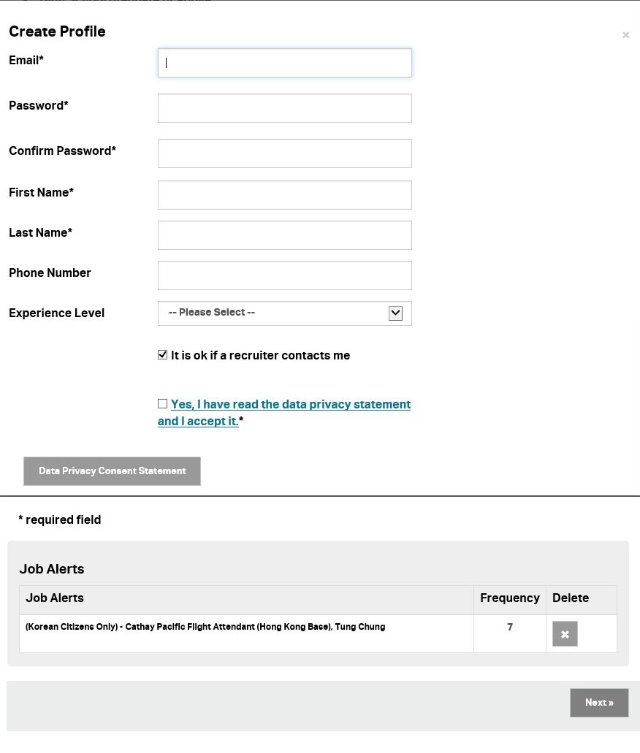 Create Profile
×
Email*
Password*
Confirm Password*
First Name*
Last Name*
Phone Number
Experience Level
-- Please Select --
It is ok if a recruiter contacts me
Yes, I have read the data privacy statement
and I accept it.*
Data Privacy Consent Statement
* required field
Job Alerts
Job Alerts Frequency Delete
(Korean Citizens Only) - Cathay Pacific Flight Attendant (Hong Kong Base), Tung Chung 7 ×
Next »